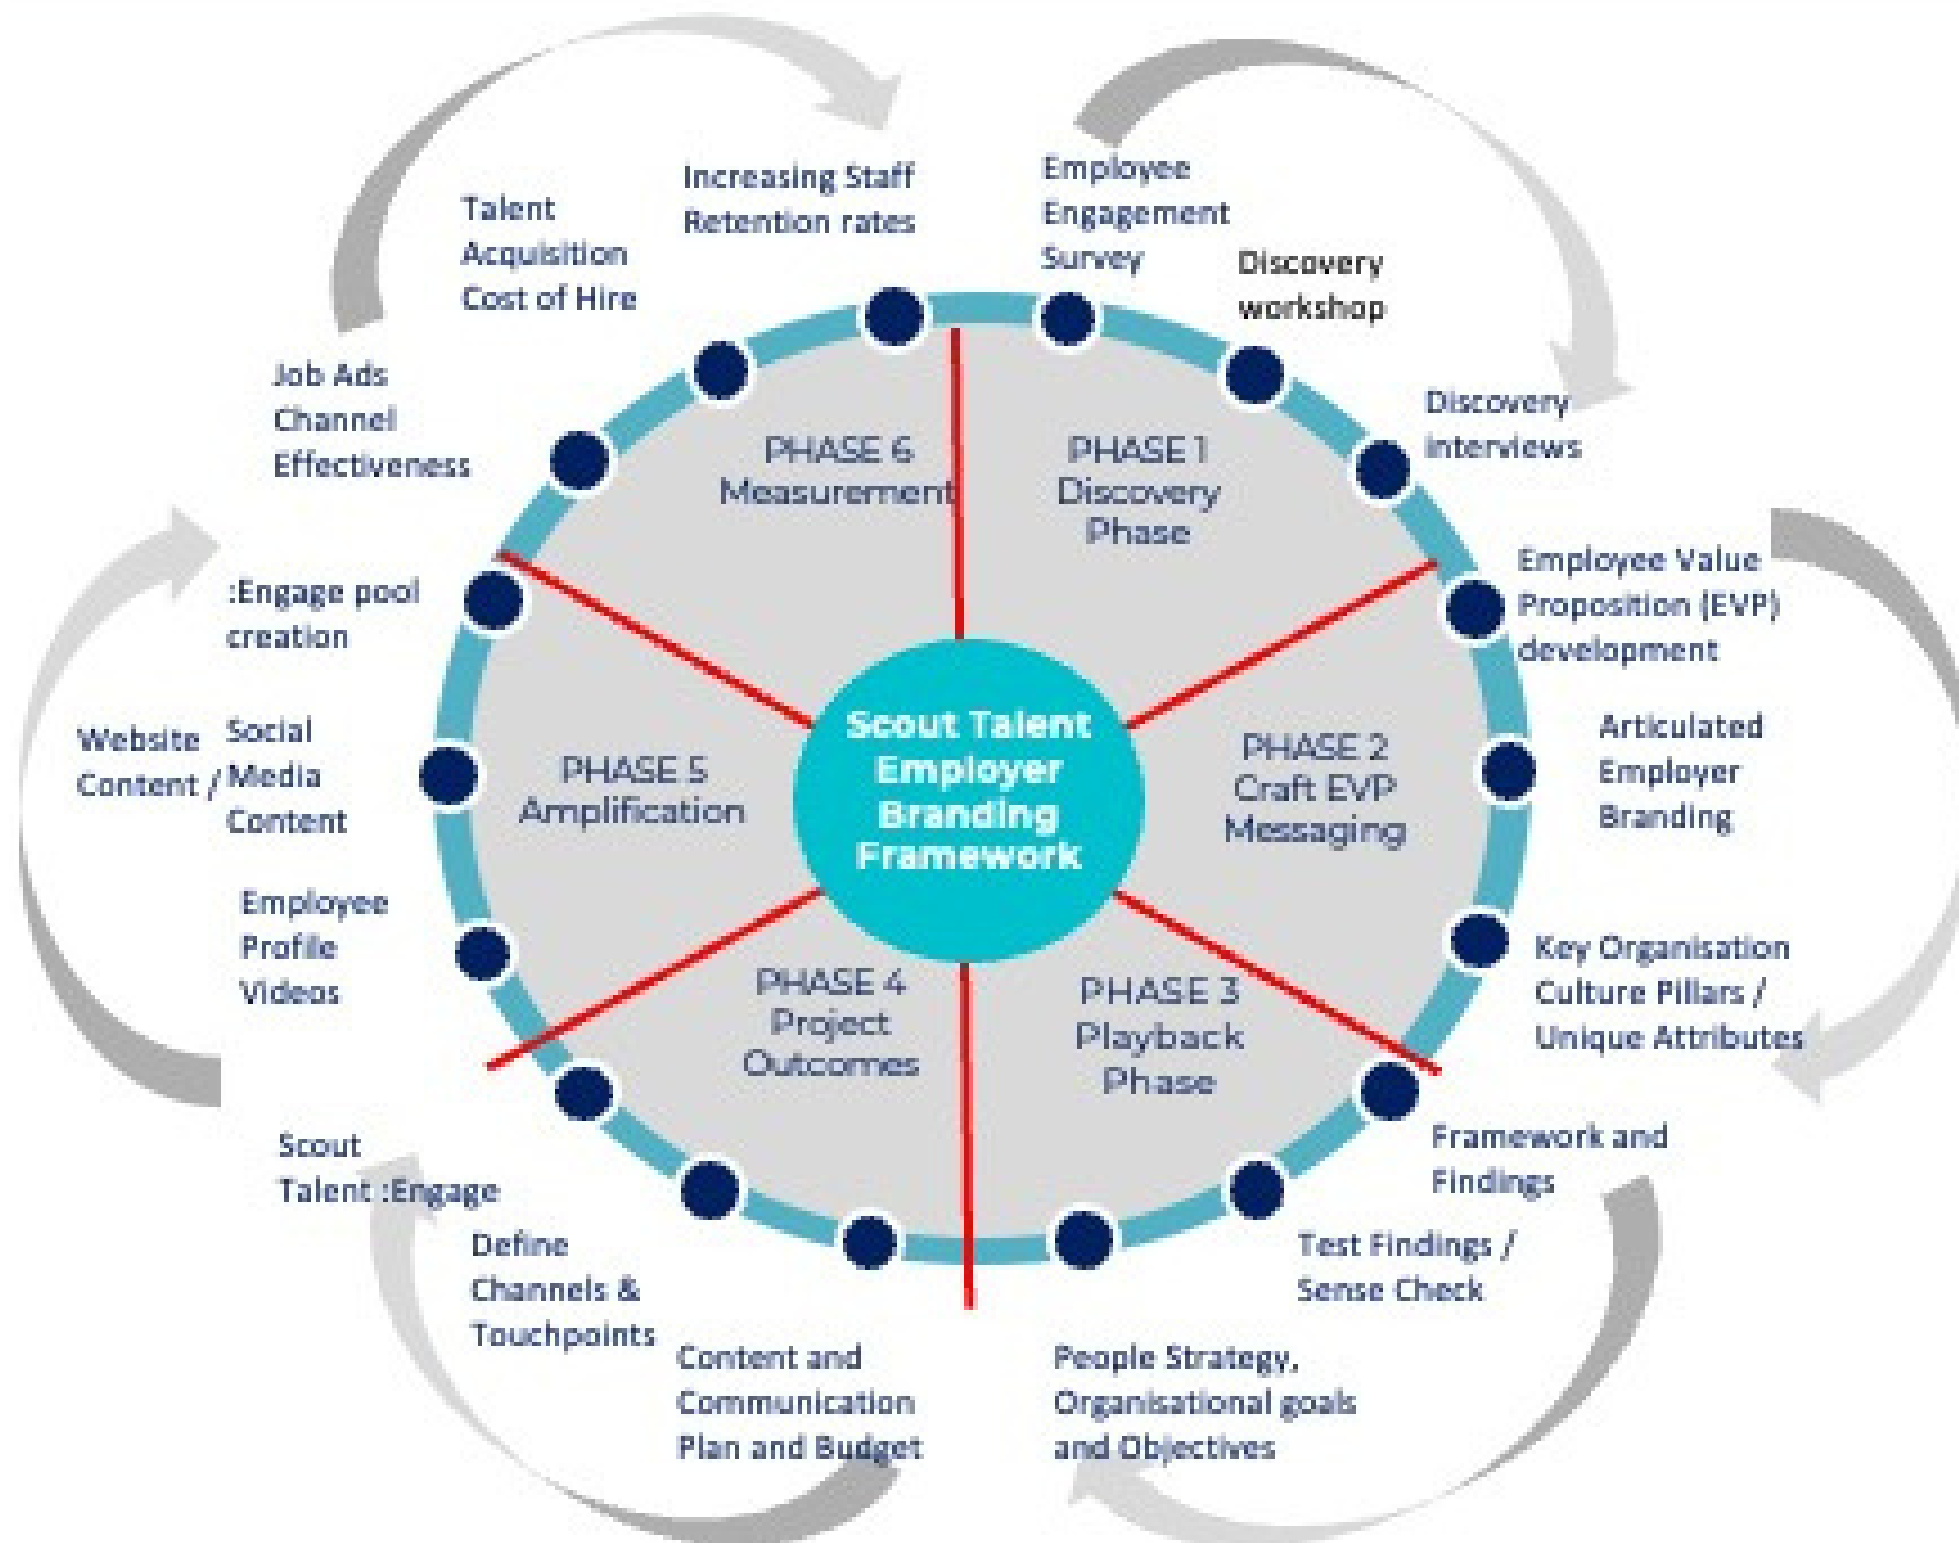 Increasing Staff
Retention rates
Employee
Engagement
Survey
Talent
Acquisition
Cost of Hire
Discovery
workshop
Job Ads
Channel
Effectiveness
Discovery
interviews
PHASE 6
Measurement
PHASE 1
Discovery
Phase
:Engage pool
creation
Employee Value
Proposition (EVP)
development
Website
Content /
Social
Media
Content
PHASE 5
Amplification
Scout Talent
Employer
Branding
Framework
PHASE 2
Craft EVP
Messaging
Articulated
Employer
Branding
Employee
Profile
Videos
Key Organisation
Culture Pillars /
Unique Attributes
PHASE 4
Project
Outcomes
PHASE 3
Playback
Phase
Scout
Talent :Engage
Framework and
Findings
Define
Channels &
Touchpoints
Test Findings /
Sense Check
Content and
Communication
Plan and Budget
People Strategy,
Organisational goals
and Objectives